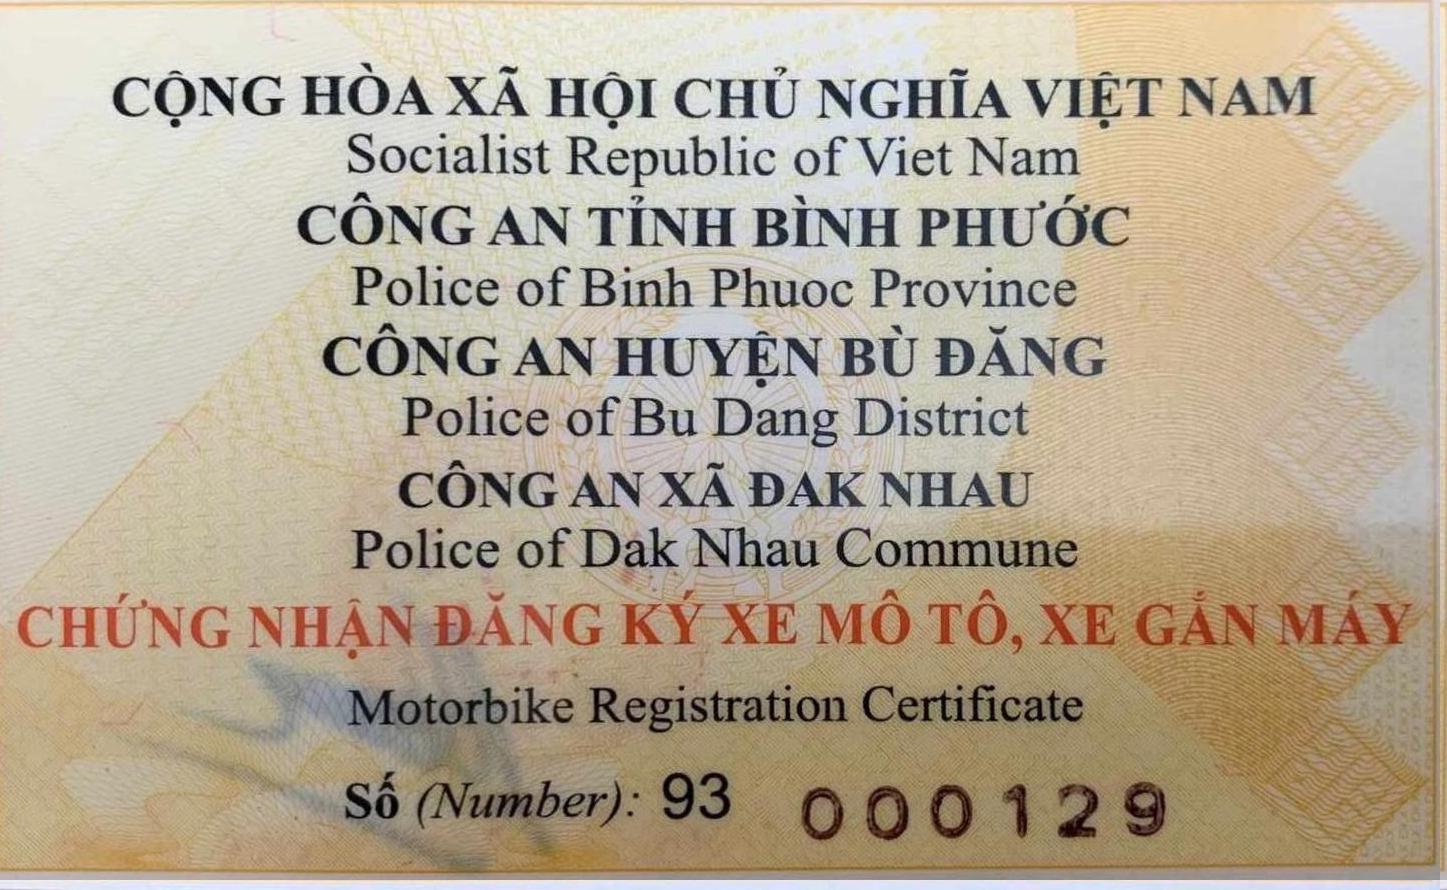 CỘNG HÒA XÃ HỘI CHỦ NGHĨA VIỆT NAM
Socialist Republic of Viet Nam
CÔNG AN TỈNH BÌNH PHƯỚC
Police of Binh Phuoc Province
CÔNG AN HUYỆN BÙ ĐĂNG
Police of Bu Dang District
CÔNG AN XÃ ĐAK NHAU
Police of Dak Nhau Commune
CHỨNG NHẬN ĐĂNG KÝ XE MÔ TÔ, XE GẮN MÁY
Motorbike Registration Certificate
Số (Number): 93 000129